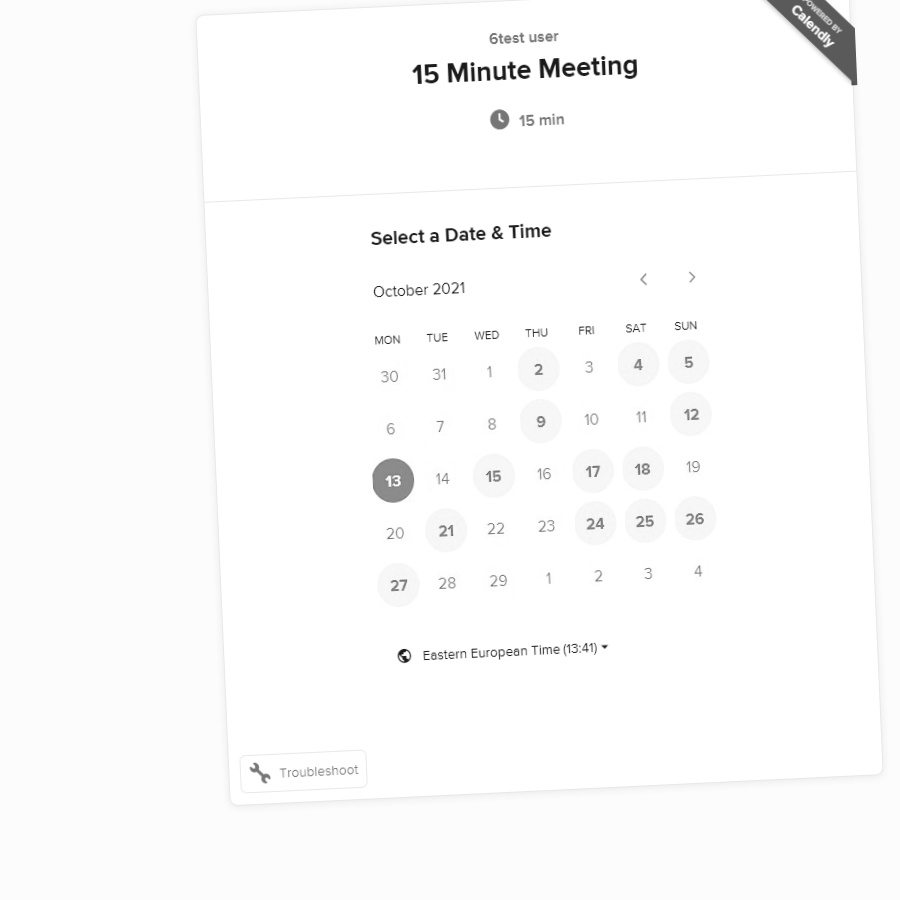 POWERED BY
Calendly
6test user
15 Minute Meeting
15 min
Select a Date & Time
October 2021
MON TUE WED THU FRI SAT SUN
30 31 1 2 3 4 5
6 7 8 9 10 11 12
13 14 15 16 17 18 19
20 21 22 23 24 25 26
27 28 29 1 2 3 4
Eastern European Time (13:41)
Troubleshoot